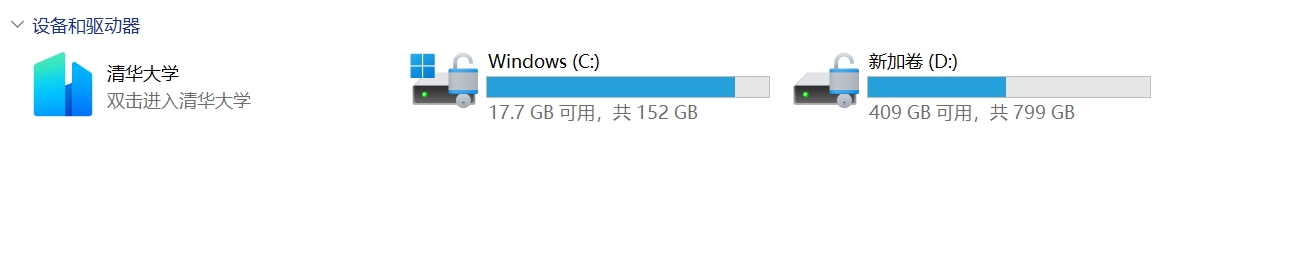 设备和驱动器
清华大学
双击进入清华大学
Windows (C:)
17.7 GB 可用，共 152 GB
新加卷 (D:)
409 GB 可用，共 799 GB